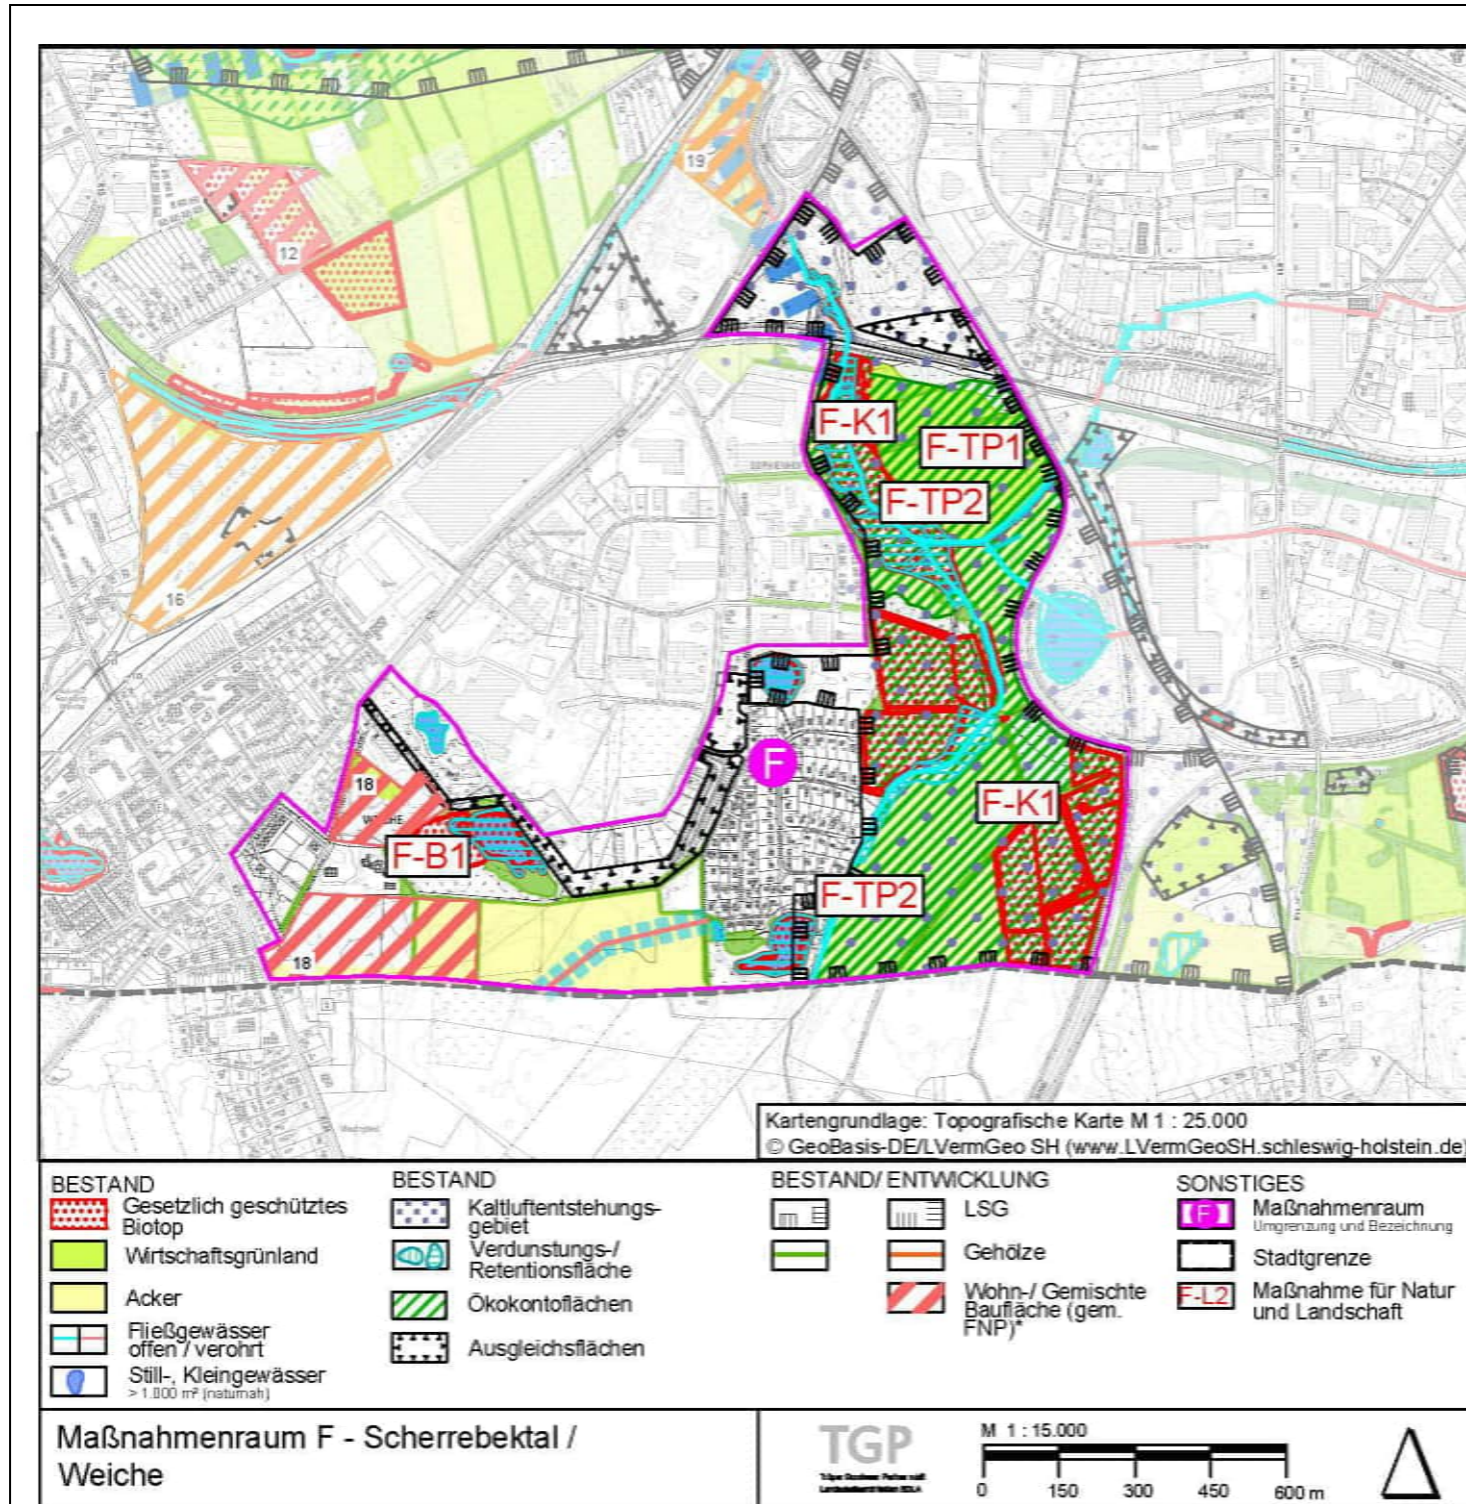 19
12
F-K1
F-TP1
F-TP2
16
F
18
F-K1
F-B1
F-TP2
18
Kartengrundlage: Topografische Karte M 1 : 25.000
© GeoBasis-DE/LVermGeo SH (www.LVermGeoSH.schleswig-holstein.de)
BESTAND
Gesetzlich geschütztes
Biotop
Wirtschaftsgrünland
Acker
Fließgewässer
offen / verohrt
Still-, Kleingewässer
> 1.000 m² (naturnah)
BESTAND
Kaltluftentstehungs-
gebiet
Verdunstungs-/
Retentionsfläche
Ökokontoflächen
Ausgleichsflächen
BESTAND/ ENTWICKLUNG
LSG
Gehölze
Wohn-/ Gemischte
Baufläche (gem.
FNP)*
SONSTIGES
F
Maßnahmenraum
Umgrenzung und Bezeichnung
Stadtgrenze
F-L2
Maßnahme für Natur
und Landschaft
Maßnahmenraum F - Scherrebektal /
Weiche
TGP
M 1 : 15.000
0 150 300 450 600 m